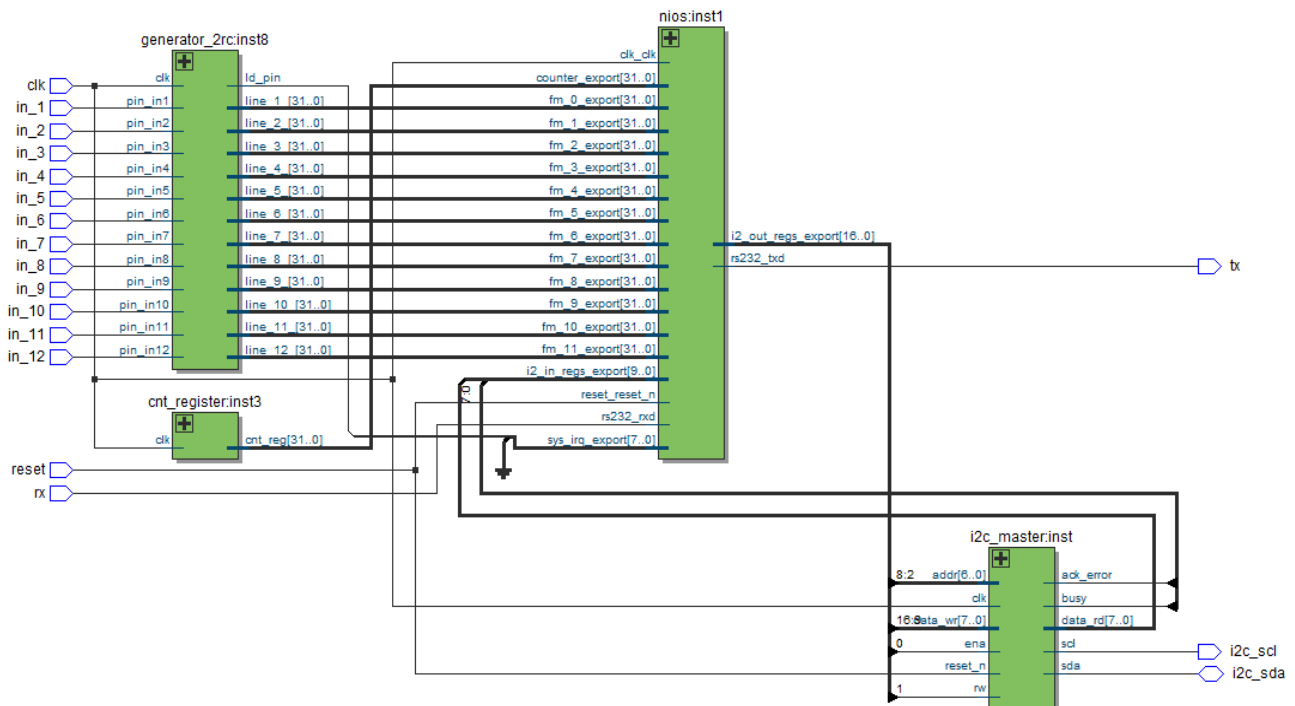 nios:inst1
generator_2rc:inst8
clk
in_1
in_2
in_3
in_4
in_5
in_6
in_7
in_8
in_9
in_10
in_11
in_12
clk
pin_in1
pin_in2
pin_in3
pin_in4
pin_in5
pin_in6
pin_in7
pin_in8
pin_in9
pin_in10
pin_in11
pin_in12
ld_pin
line_1_[31..0]
line_2_[31..0]
line_3_[31..0]
line_4_[31..0]
line_5_[31..0]
line_6_[31..0]
line_7_[31..0]
line_8_[31..0]
line_9_[31..0]
line_10_[31..0]
line_11_[31..0]
line_12_[31..0]
clk_clk
counter_export[31..0]
fm_0_export[31..0]
fm_1_export[31..0]
fm_2_export[31..0]
fm_3_export[31..0]
fm_4_export[31..0]
fm_5_export[31..0]
fm_6_export[31..0]
fm_7_export[31..0]
fm_8_export[31..0]
fm_9_export[31..0]
fm_10_export[31..0]
fm_11_export[31..0]
i2_in_regs_export[9..0]
7:0
reset_reset_n
rs232_rxd
sys_irq_export[7..0]
i2_out_regs_export[16..0]
rs232_txd
tx
cnt_register:inst3
clk
cnt_reg[31..0]
reset
rx
i2c_master:inst
8:2
addr[6..0]
clk
16:9
data_wr[7..0]
0
ena
reset_n
1
rw
ack_error
busy
data_rd[7..0]
scl
sda
i2c_scl
i2c_sda